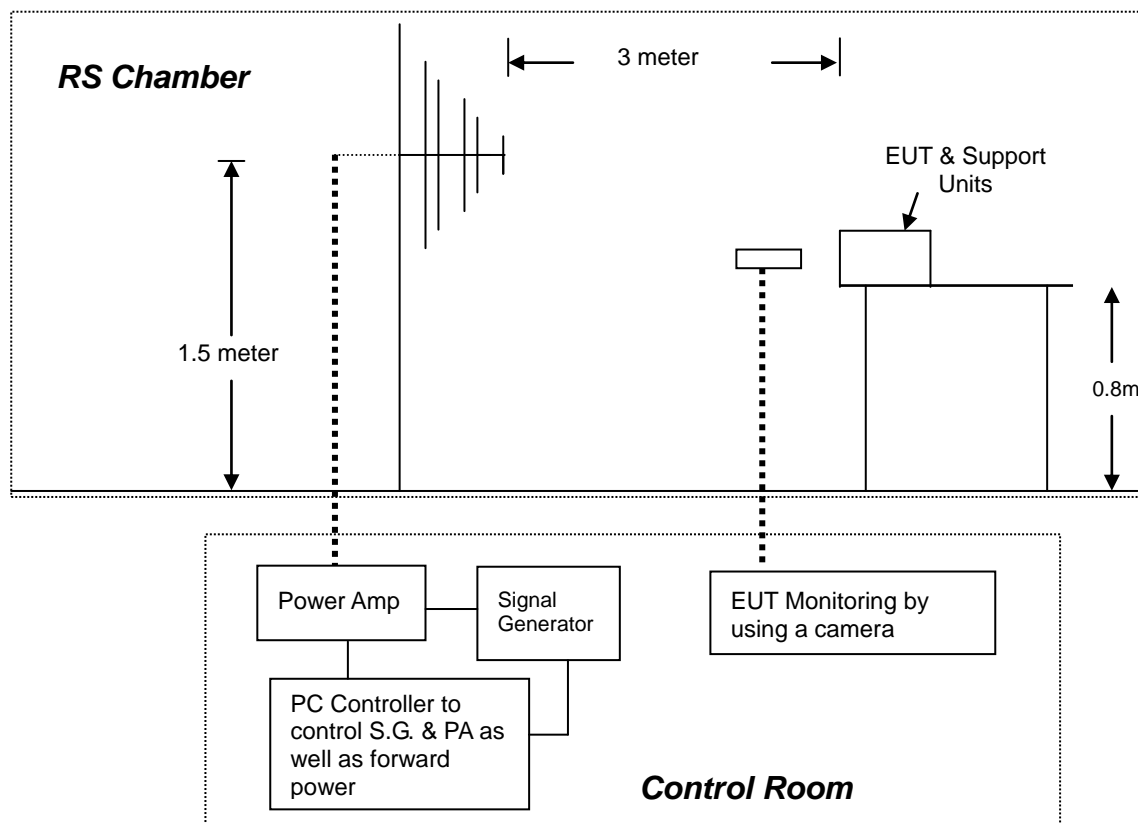 RS Chamber
3 meter
EUT & Support
Units
1.5 meter
0.8m
Power Amp
Signal
Generator
EUT Monitoring by
using a camera
PC Controller to
control S.G. & PA as
well as forward
power
Control Room